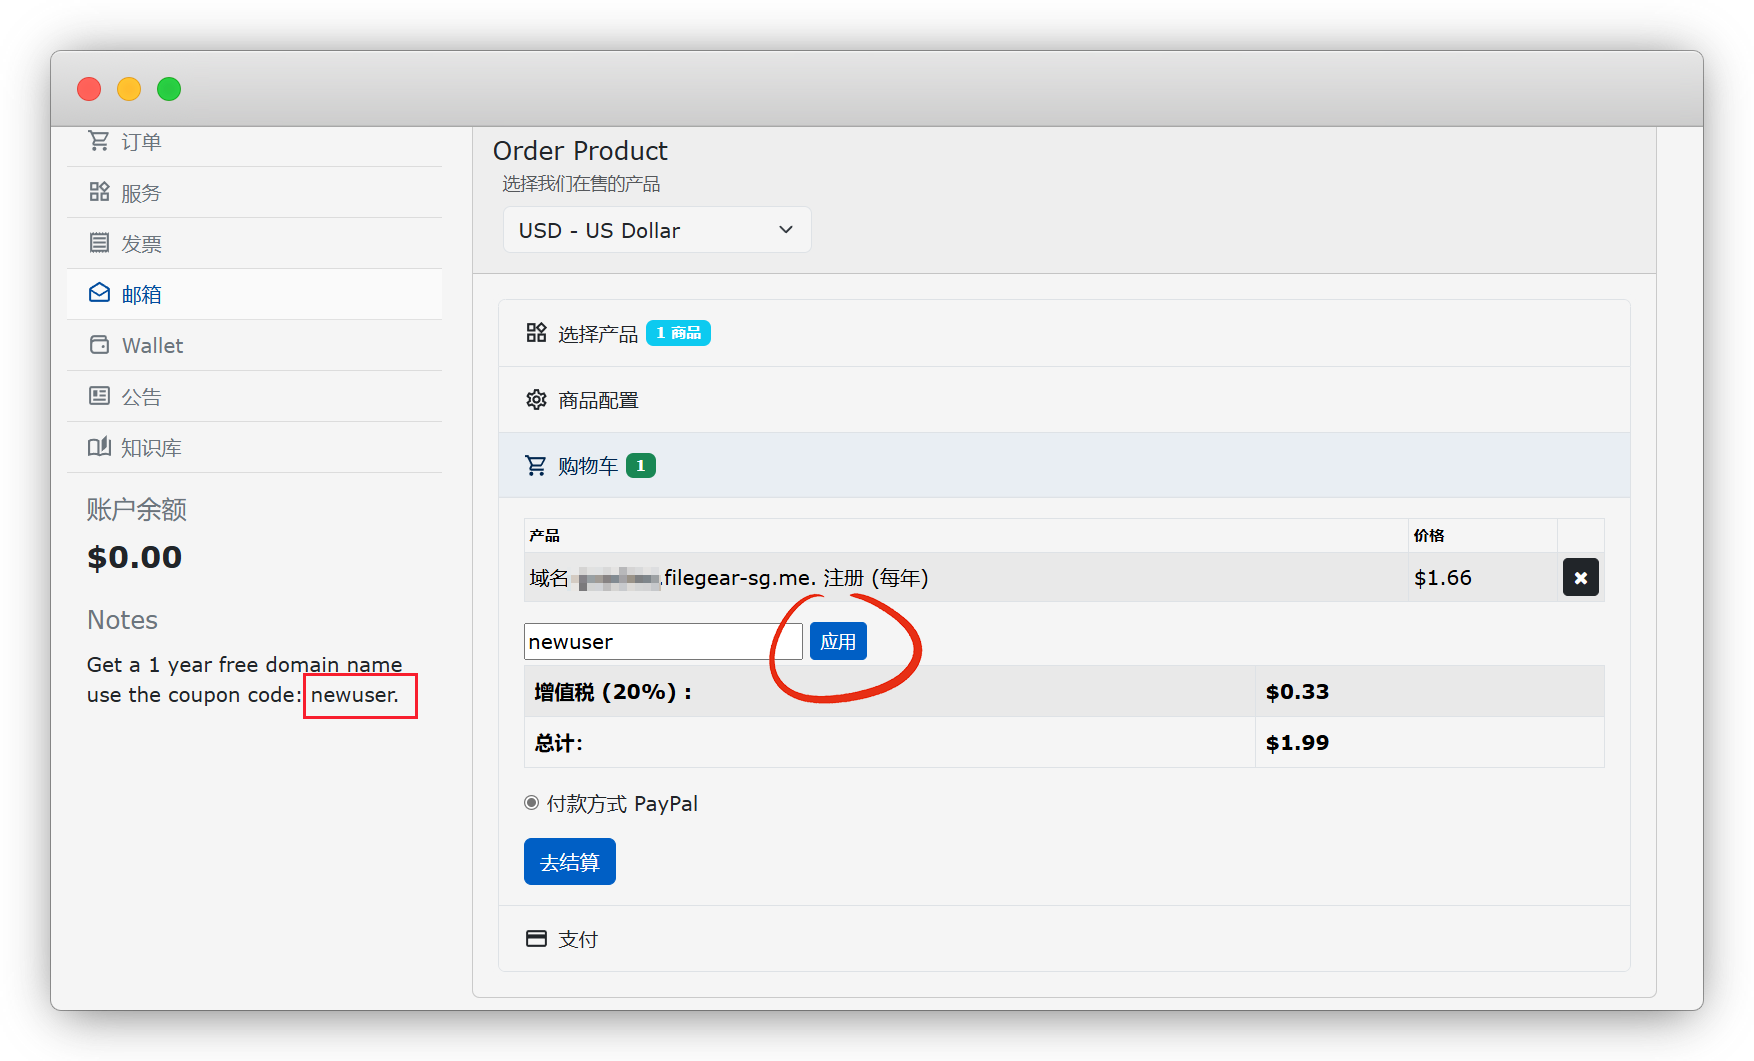 订单
服务
发票
邮箱
Wallet
公告
知识库
账户余额
$0.00
Notes
Get a 1 year free domain name
use the coupon code: newuser.
Order Product
选择我们在售的产品
USD - US Dollar
选择产品 1 商品
商品配置
购物车 1
产品 价格
域名 .filegear-sg.me. 注册 (每年) $1.66
newuser 应用
增值税 (20%) : $0.33
总计: $1.99
付款方式 PayPal
去结算
支付